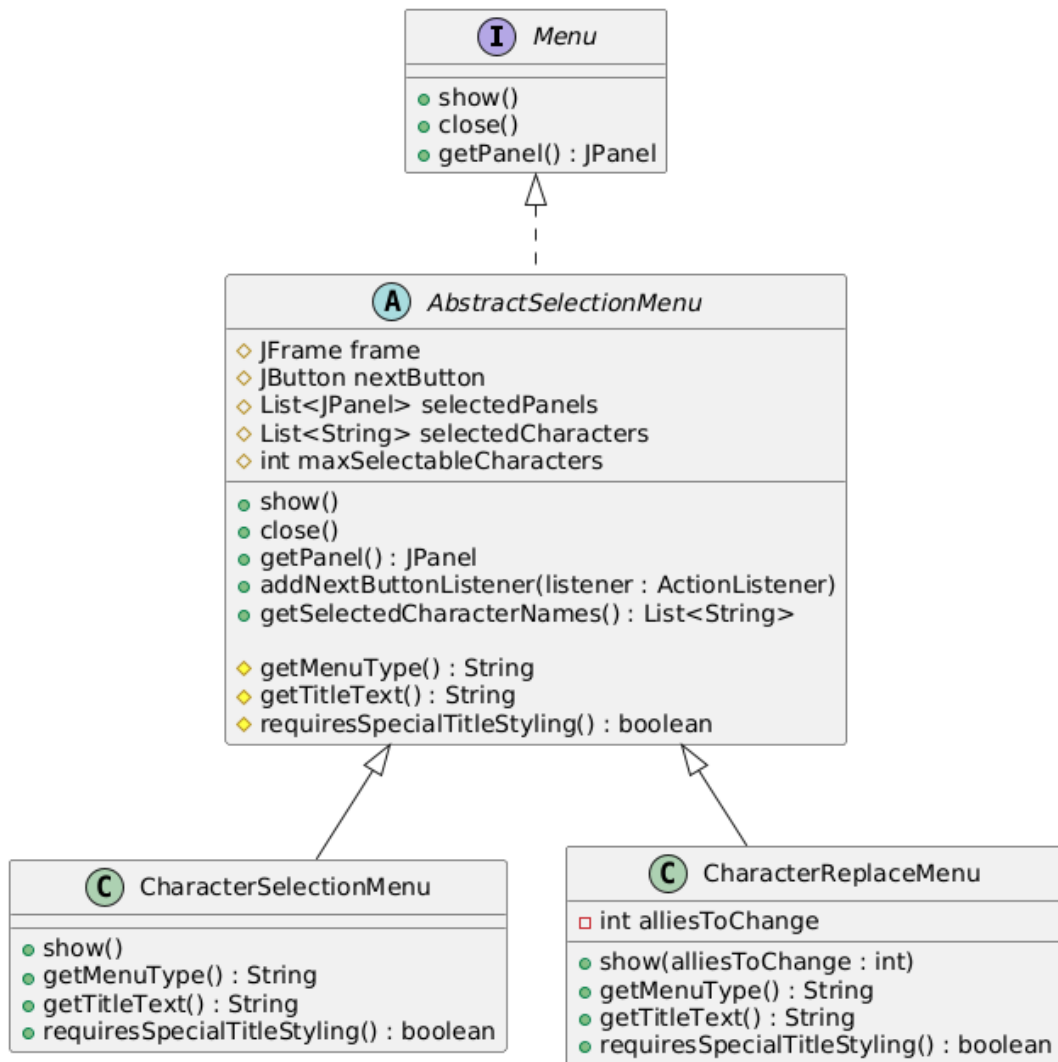 I Menu
show()
close()
getPanel() : JPanel
A AbstractSelectionMenu
JFrame frame
JButton nextButton
List<JPanel> selectedPanels
List<String> selectedCharacters
int maxSelectableCharacters
show()
close()
getPanel() : JPanel
addNextButtonListener(listener : ActionListener)
getSelectedCharacterNames() : List<String>
getMenuType() : String
getTitleText() : String
requiresSpecialTitleStyling() : boolean
C CharacterSelectionMenu
show()
getMenuType() : String
getTitleText() : String
requiresSpecialTitleStyling() : boolean
C CharacterReplaceMenu
int alliesToChange
show(alliesToChange : int)
getMenuType() : String
getTitleText() : String
requiresSpecialTitleStyling() : boolean